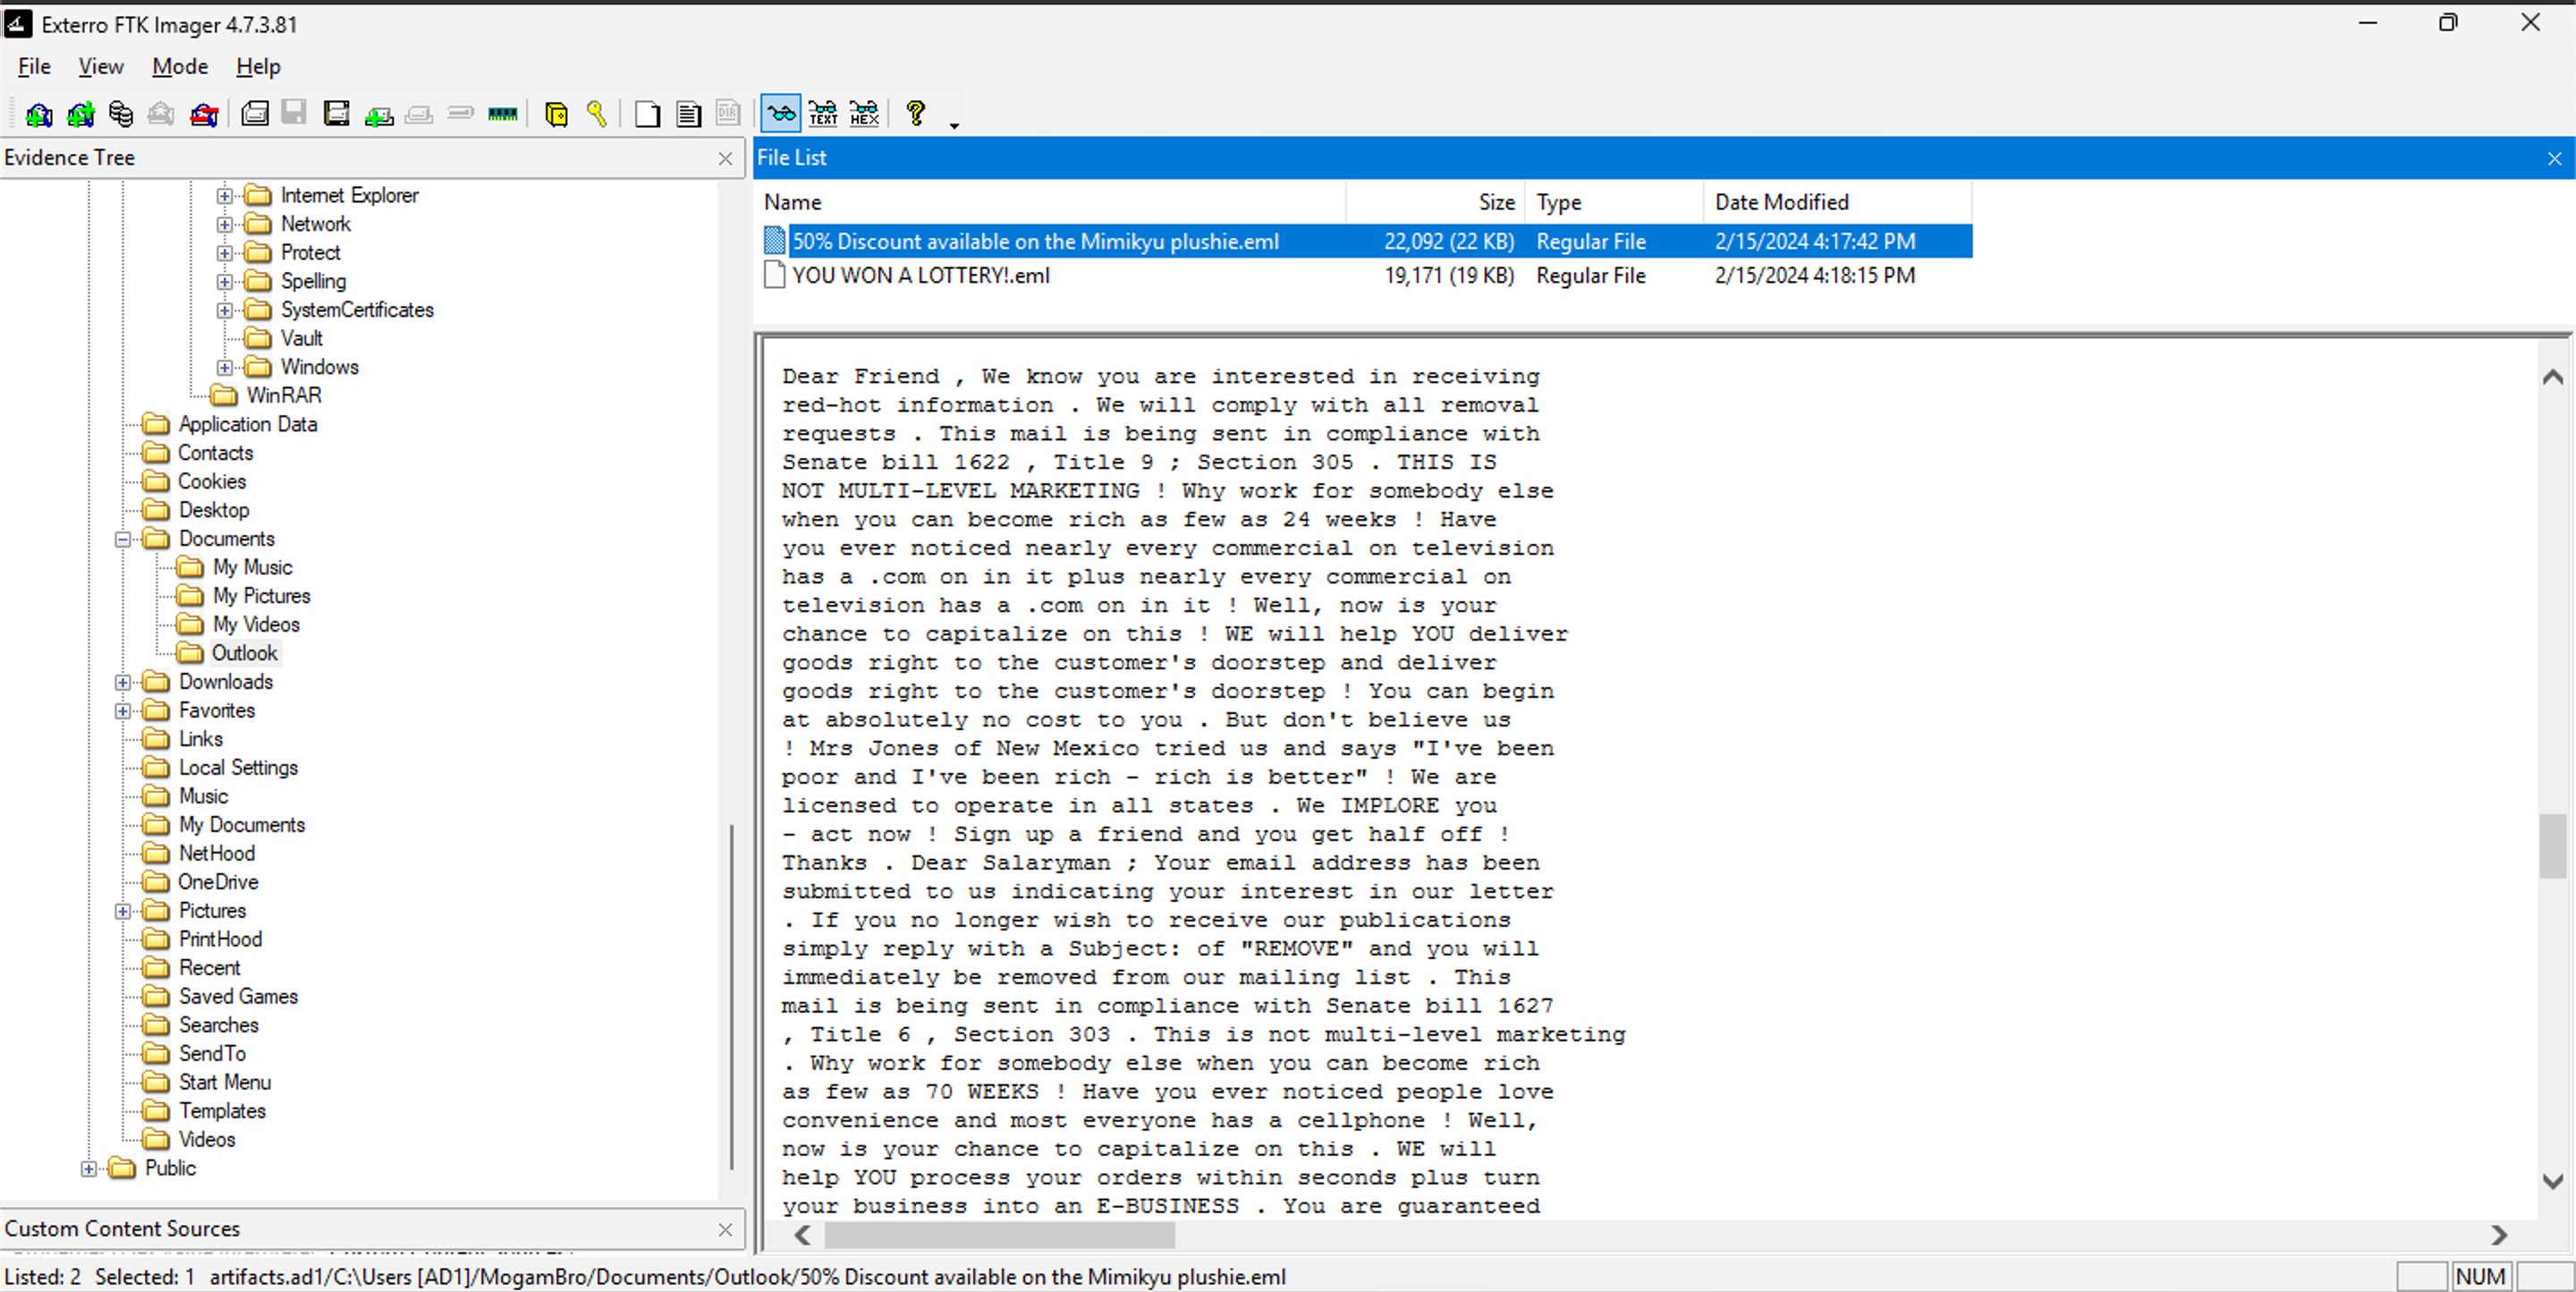 Exterro FTK Imager 4.7.3.81
File View Mode Help
TEXT HEX DIR
Evidence Tree
Internet Explorer
Network
Protect
Spelling
SystemCertificates
Vault
Windows
WinRAR
Application Data
Contacts
Cookies
Desktop
Documents
My Music
My Pictures
My Videos
Outlook
Downloads
Favorites
Links
Local Settings
Music
My Documents
NetHood
OneDrive
Pictures
PrintHood
Recent
Saved Games
Searches
SendTo
Start Menu
Templates
Videos
Public
Custom Content Sources
File List
Name Size Type Date Modified
50% Discount available on the Mimikyu plushie.eml 22,092 (22 KB) Regular File 2/15/2024 4:17:42 PM
YOU WON A LOTTERY!.eml 19,171 (19 KB) Regular File 2/15/2024 4:18:15 PM
Dear Friend , We know you are interested in receiving
red-hot information . We will comply with all removal
requests . This mail is being sent in compliance with
Senate bill 1622 , Title 9 ; Section 305 . THIS IS
NOT MULTI-LEVEL MARKETING ! Why work for somebody else
when you can become rich as few as 24 weeks ! Have
you ever noticed nearly every commercial on television
has a .com on in it plus nearly every commercial on
television has a .com on in it ! Well, now is your
chance to capitalize on this ! WE will help YOU deliver
goods right to the customer's doorstep and deliver
goods right to the customer's doorstep ! You can begin
at absolutely no cost to you . But don't believe us
! Mrs Jones of New Mexico tried us and says "I've been
poor and I've been rich - rich is better" ! We are
licensed to operate in all states . We IMPLORE you
- act now ! Sign up a friend and you get half off !
Thanks . Dear Salaryman ; Your email address has been
submitted to us indicating your interest in our letter
. If you no longer wish to receive our publications
simply reply with a Subject: of "REMOVE" and you will
immediately be removed from our mailing list . This
mail is being sent in compliance with Senate bill 1627
, Title 6 , Section 303 . This is not multi-level marketing
. Why work for somebody else when you can become rich
as few as 70 WEEKS ! Have you ever noticed people love
convenience and most everyone has a cellphone ! Well,
now is your chance to capitalize on this . WE will
help YOU process your orders within seconds plus turn
your business into an E-BUSINESS . You are guaranteed
Listed: 2 Selected: 1 artifacts.ad1/C:\Users [AD1]/MogamBro/Documents/Outlook/50% Discount available on the Mimikyu plushie.eml
NUM